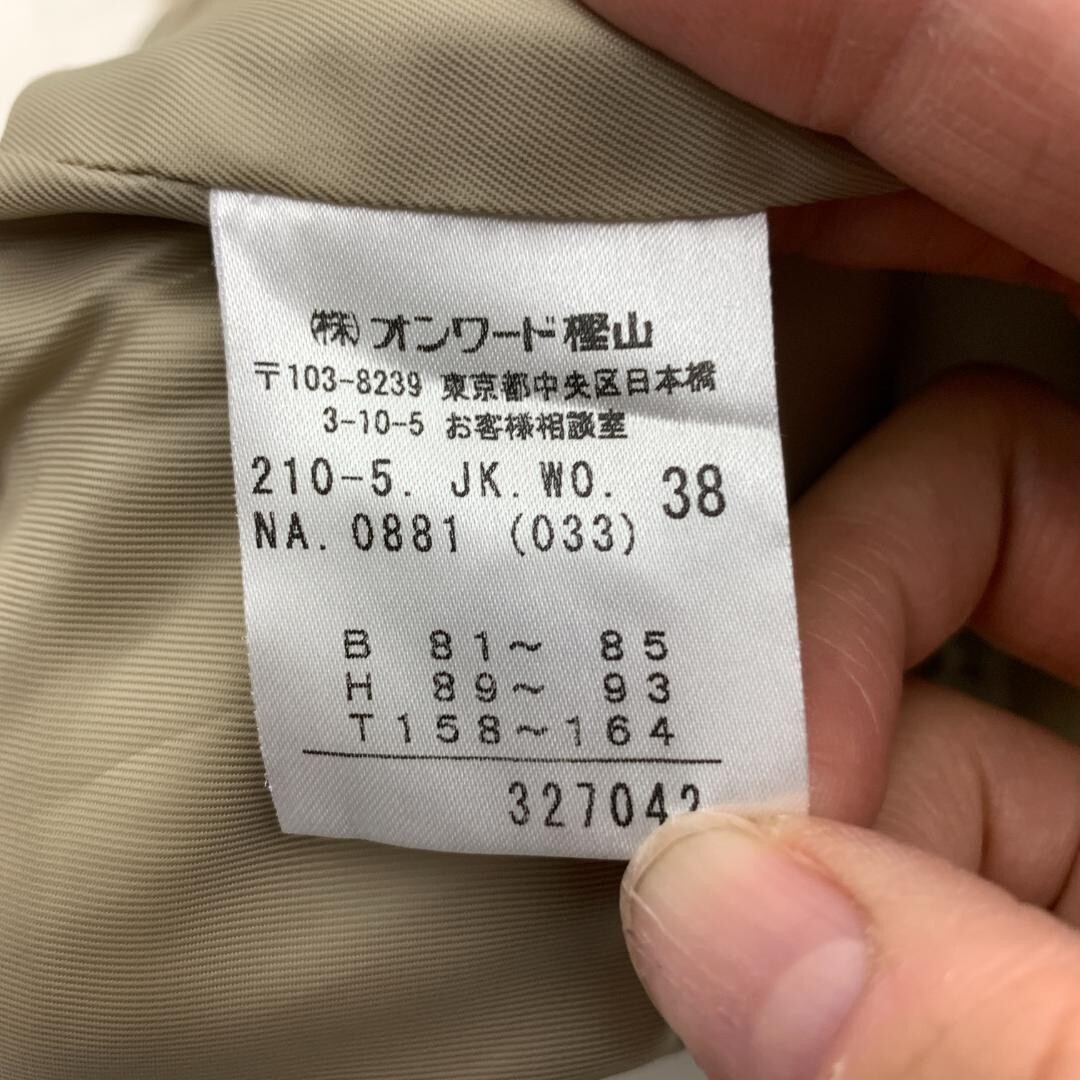 ㈱オンワード樫山
〒103-8239 東京都中央区日本橋
3-10-5 お客様相談室
210-5. JK.WO. 38
NA. 0881 (033)
B 81〜 85
H 89〜 93
T158〜164
327042